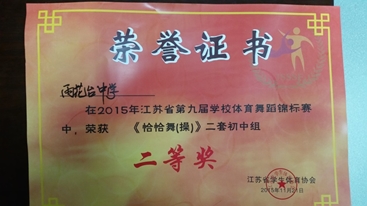 荣誉证书
雨花台中学
在2015年江苏省第九届学校体育舞蹈锦标赛
中，荣获 《恰恰舞(操)》二套初中组
二等奖
江苏省学生体育协会
2015年11月21日